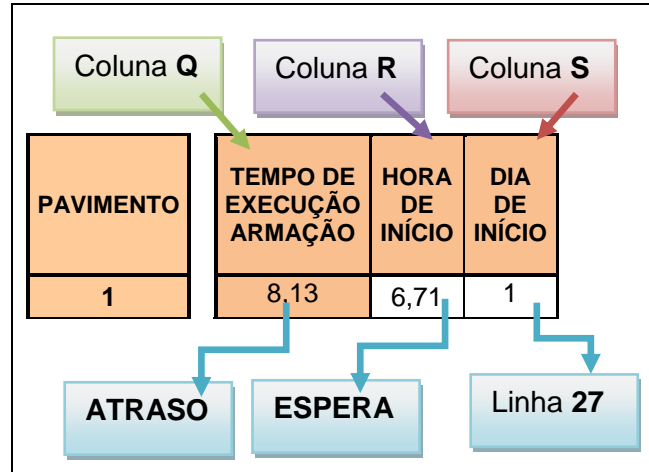 Coluna Q
Coluna R
Coluna S
PAVIMENTO
TEMPO DE
EXECUÇÃO
ARMAÇÃO
HORA
DE
INÍCIO
DIA
DE
INÍCIO
1
8,13
6,71
1
ATRASO
ESPERA
Linha 27